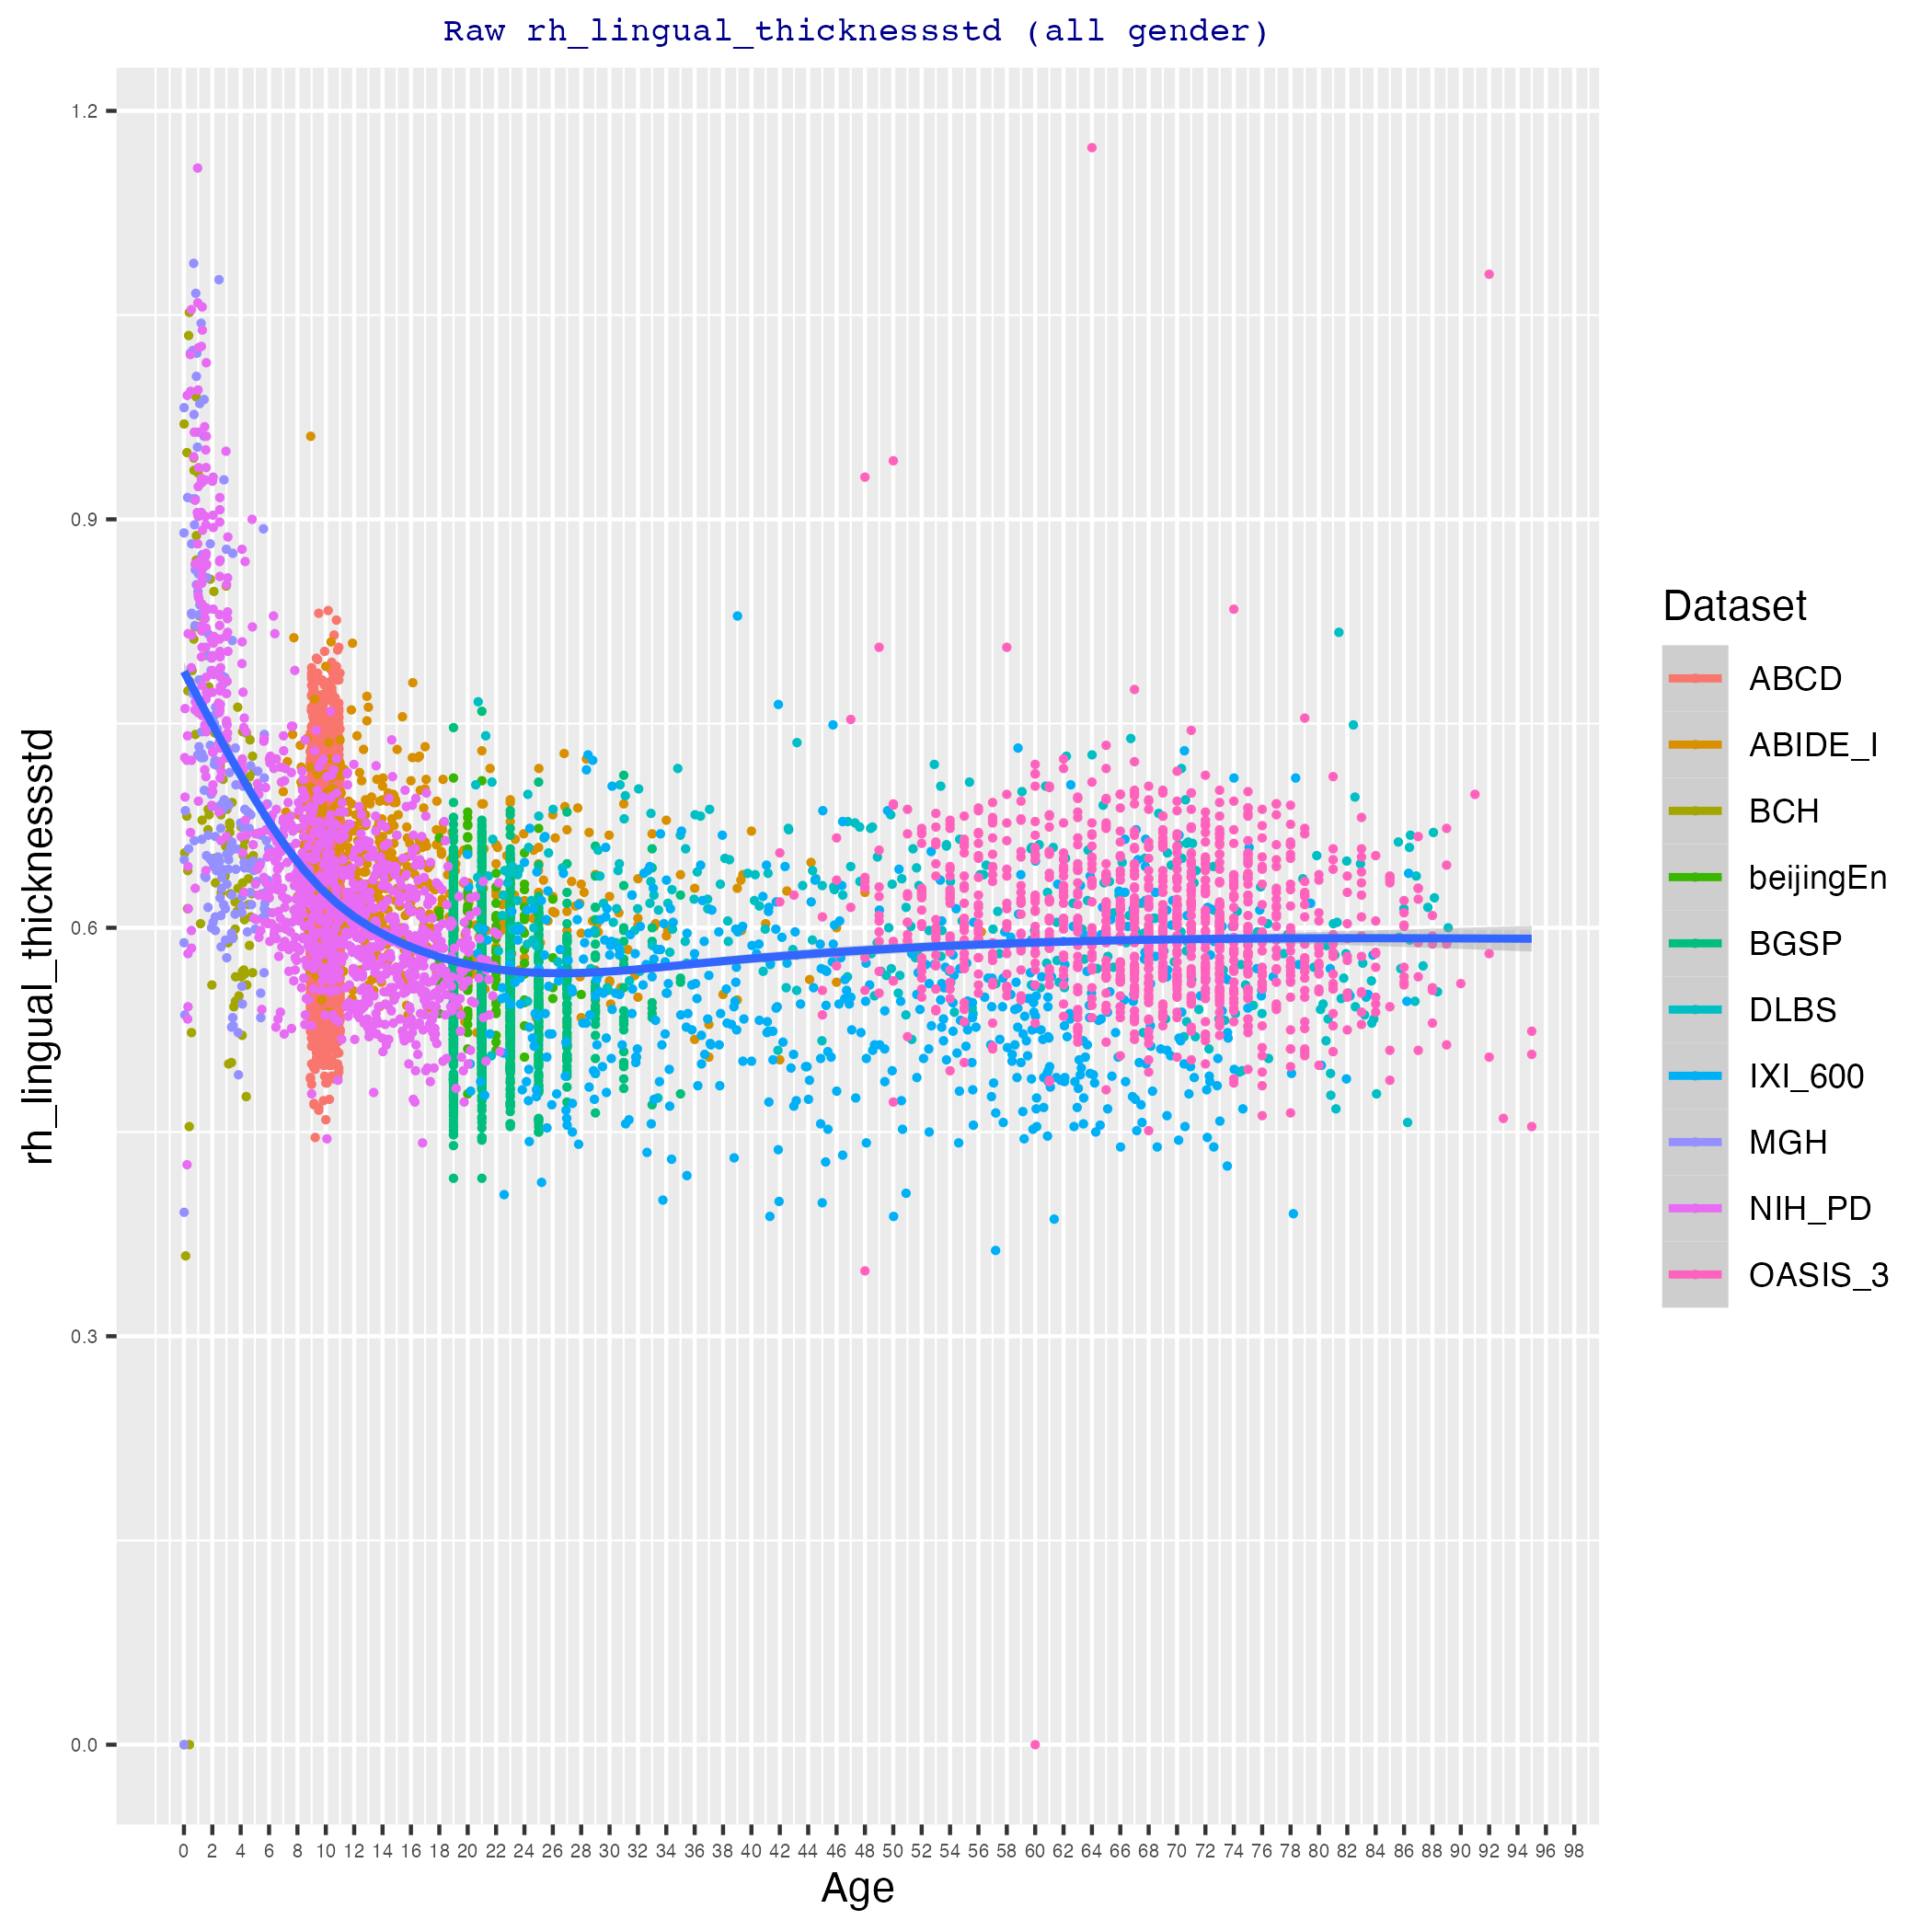 Raw rh_lingual_thicknessstd (all gender)
rh_lingual_thicknessstd
1.2
0.9
0.6
0.3
0.0
0 2 4 6 8 10 12 14 16 18 20 22 24 26 28 30 32 34 36 38 40 42 44 46 48 50 52 54 56 58 60 62 64 66 68 70 72 74 76 78 80 82 84 86 88 90 92 94 96 98
Age
Dataset
ABCD
ABIDE_I
BCH
beijingEn
BGSP
DLBS
IXI_600
MGH
NIH_PD
OASIS_3